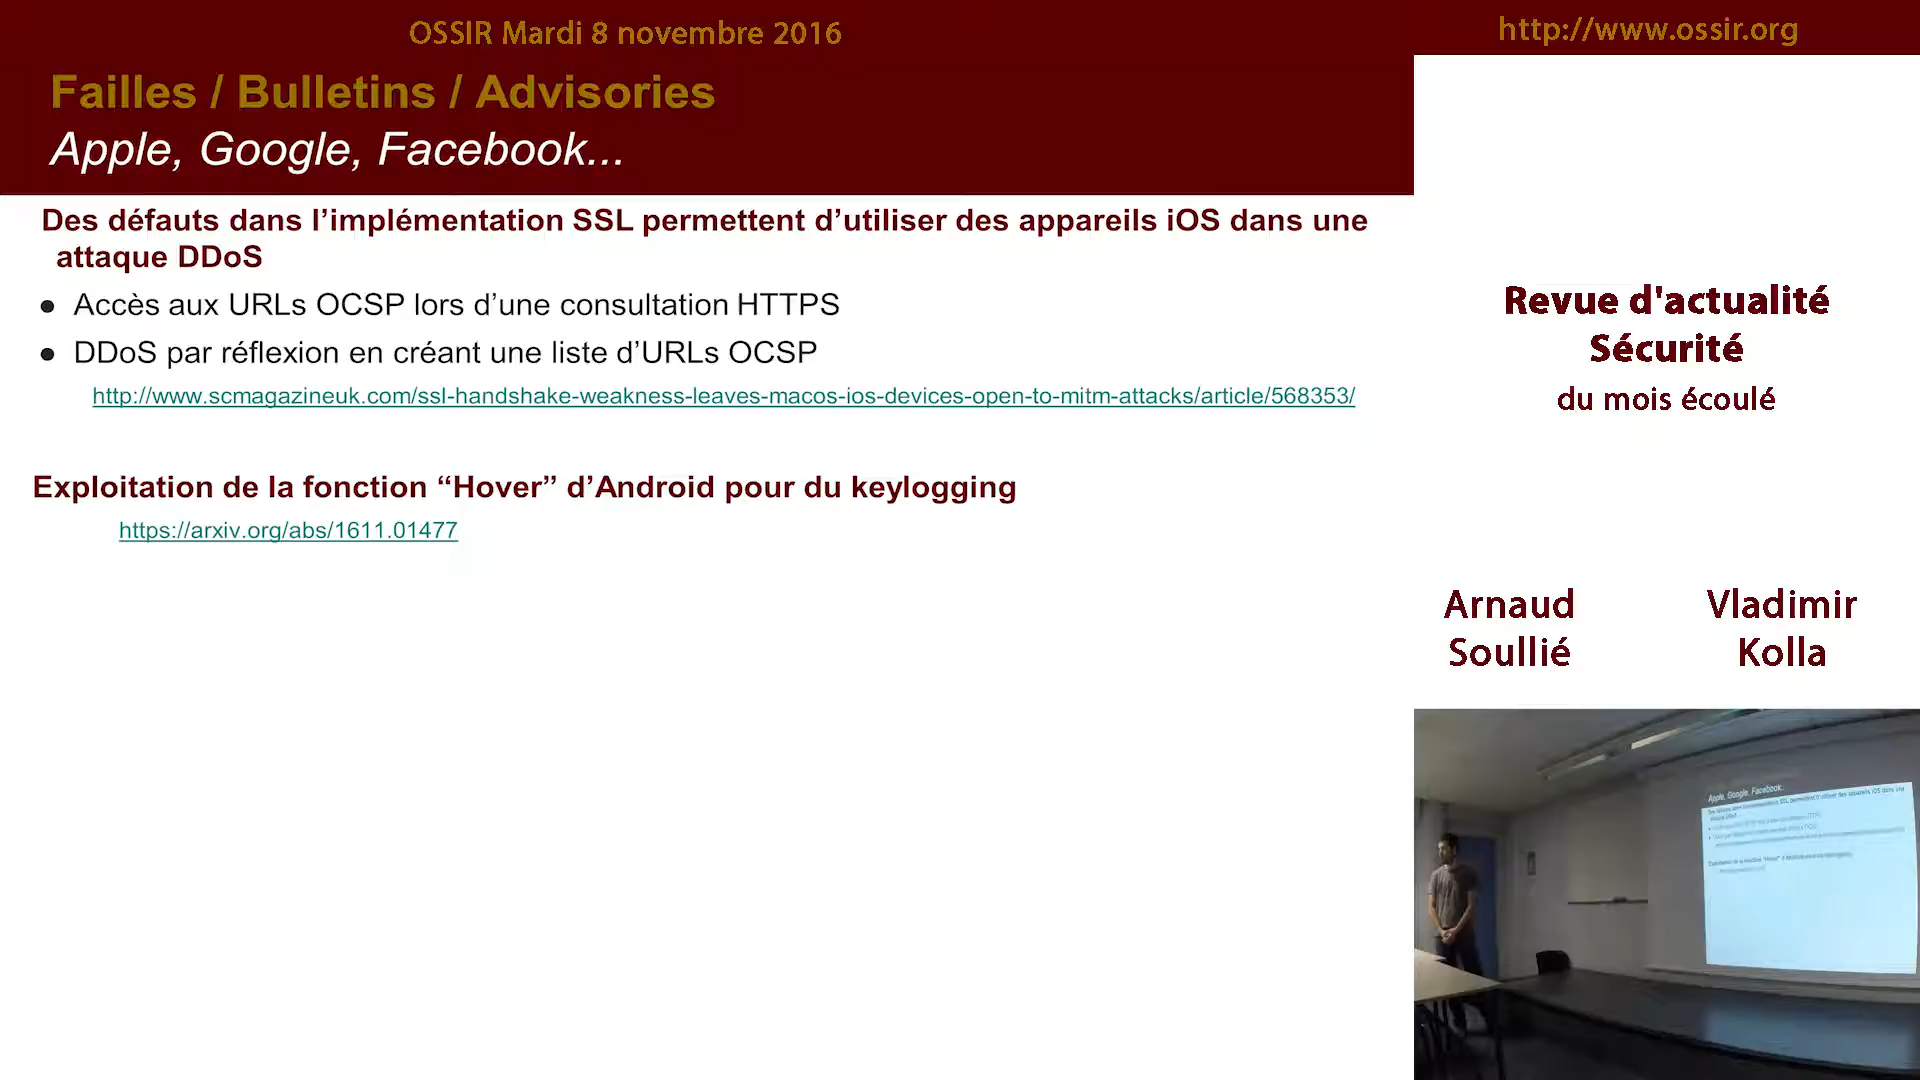 OSSIR Mardi 8 novembre 2016
http://www.ossir.org
Failles / Bulletins / Advisories
Apple, Google, Facebook...
Des défauts dans l’implémentation SSL permettent d’utiliser des appareils iOS dans une
attaque DDoS
● Accès aux URLs OCSP lors d’une consultation HTTPS
● DDoS par réflexion en créant une liste d’URLs OCSP
http://www.scmagazineuk.com/ssl-handshake-weakness-leaves-macos-ios-devices-open-to-mitm-attacks/article/568353/
Exploitation de la fonction “Hover” d’Android pour du keylogging
https://arxiv.org/abs/1611.01477
Revue d'actualité
Sécurité
du mois écoulé
Arnaud
Soullié
Vladimir
Kolla
Apple, Google, Facebook..